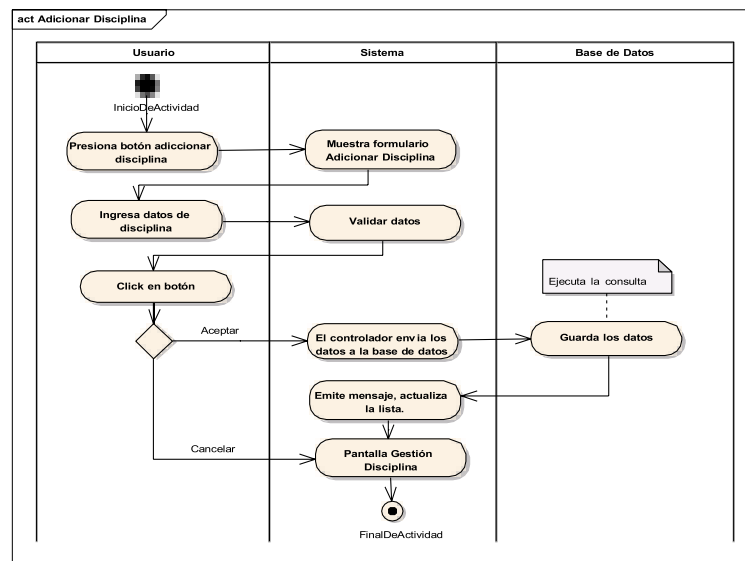 act Adicionar Disciplina
Usuario
Sistema
Base de Datos
InicioDeActividad
Presiona botón adiccionar
disciplina
Muestra formulario
Adicionar Disciplina
Ingresa datos de
disciplina
Validar datos
Click en botón
Ejecuta la consulta
Aceptar
El controlador envia los
datos a la base de datos
Guarda los datos
Emite mensaje, actualiza
la lista.
Cancelar
Pantalla Gestión
Disciplina
FinalDeActividad